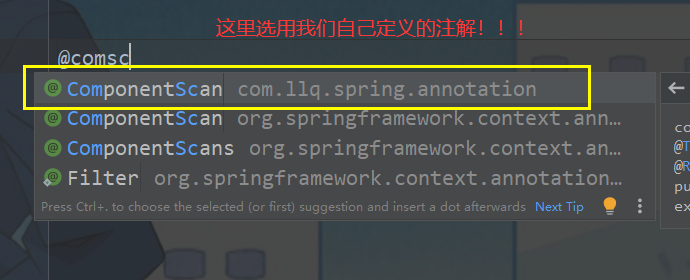 这里选用我们自己定义的注解！！！
@comsc
ComponentScan com.llq.spring.annotation
ComponentScan org.springframework.context.ann…
ComponentScans org.springframework.context.an…
Filter org.springframework.context.annotation…
Press Ctrl+. to choose the selected (or first) suggestion and insert a dot afterwards Next Tip
co
@T
@R
pu
ex